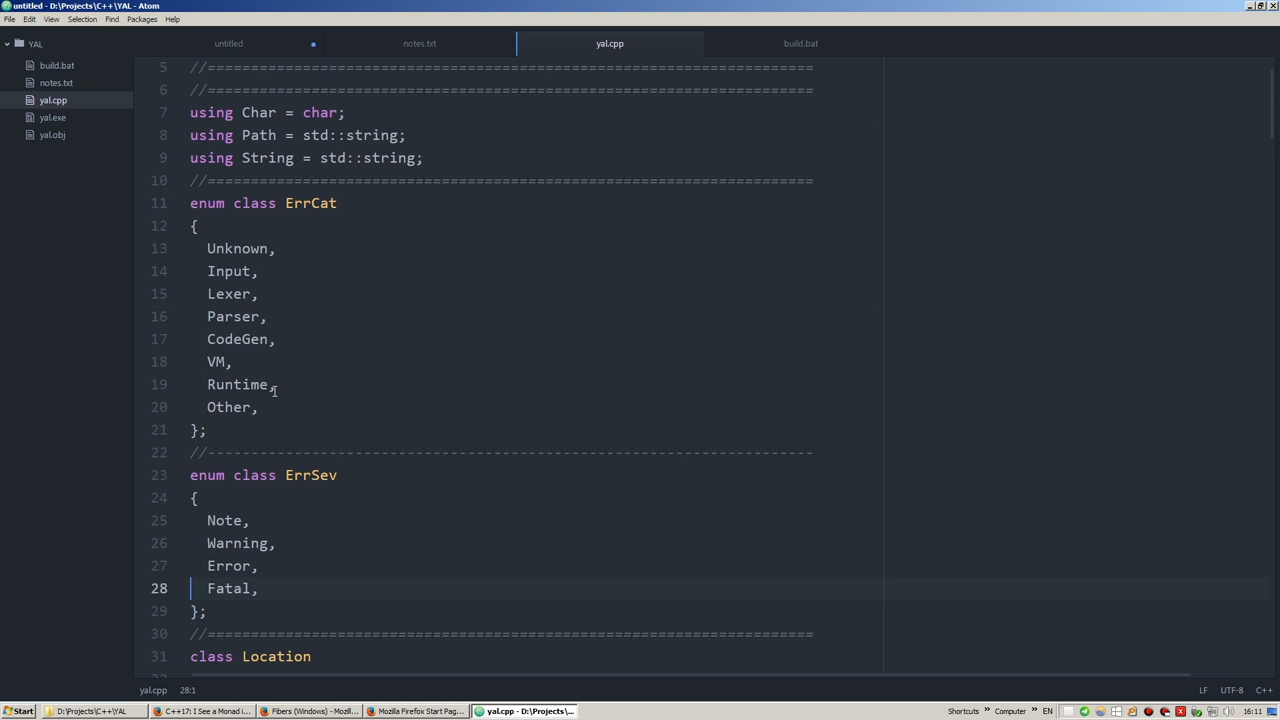 untitled - D:\Projects\C++\YAL - Atom
File Edit View Selection Find Packages Help
YAL
build.bat
notes.txt
yal.cpp
yal.exe
yal.obj
untitled notes.txt yal.cpp build.bat
5 //======================================================================
6 //======================================================================
7 using Char = char;
8 using Path = std::string;
9 using String = std::string;
10 //======================================================================
11 enum class ErrCat
12 {
13   Unknown,
14   Input,
15   Lexer,
16   Parser,
17   CodeGen,
18   VM,
19   Runtime,
20   Other,
21 };
22 //----------------------------------------------------------------------
23 enum class ErrSev
24 {
25   Note,
26   Warning,
27   Error,
28   Fatal,
29 };
30 //======================================================================
31 class Location
yal.cpp 28:1 LF UTF-8 C++
Start D:\Projects\C++\YAL C++17: I See a Monad i... Fibers (Windows) - Mozill... Mozilla Firefox Start Pag... yal.cpp - D:\Projects\... Shortcuts » Computer » EN 16:11